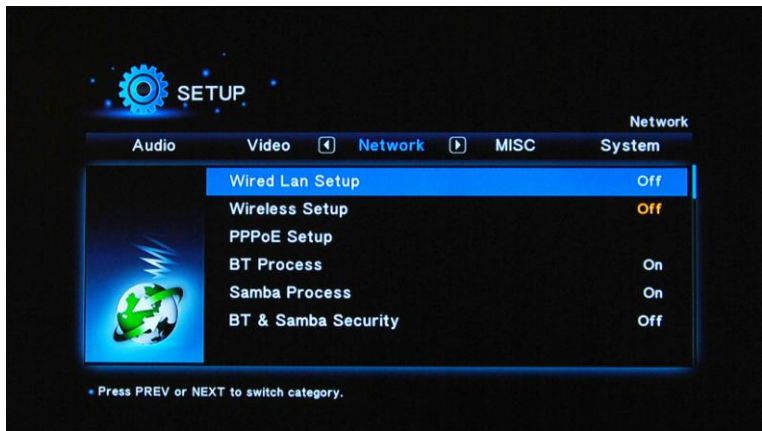 SETUP
Network
Audio Video Network MISC System
Wired Lan Setup Off
Wireless Setup Off
PPPoE Setup
BT Process On
Samba Process On
BT & Samba Security Off
Press PREV or NEXT to switch category.